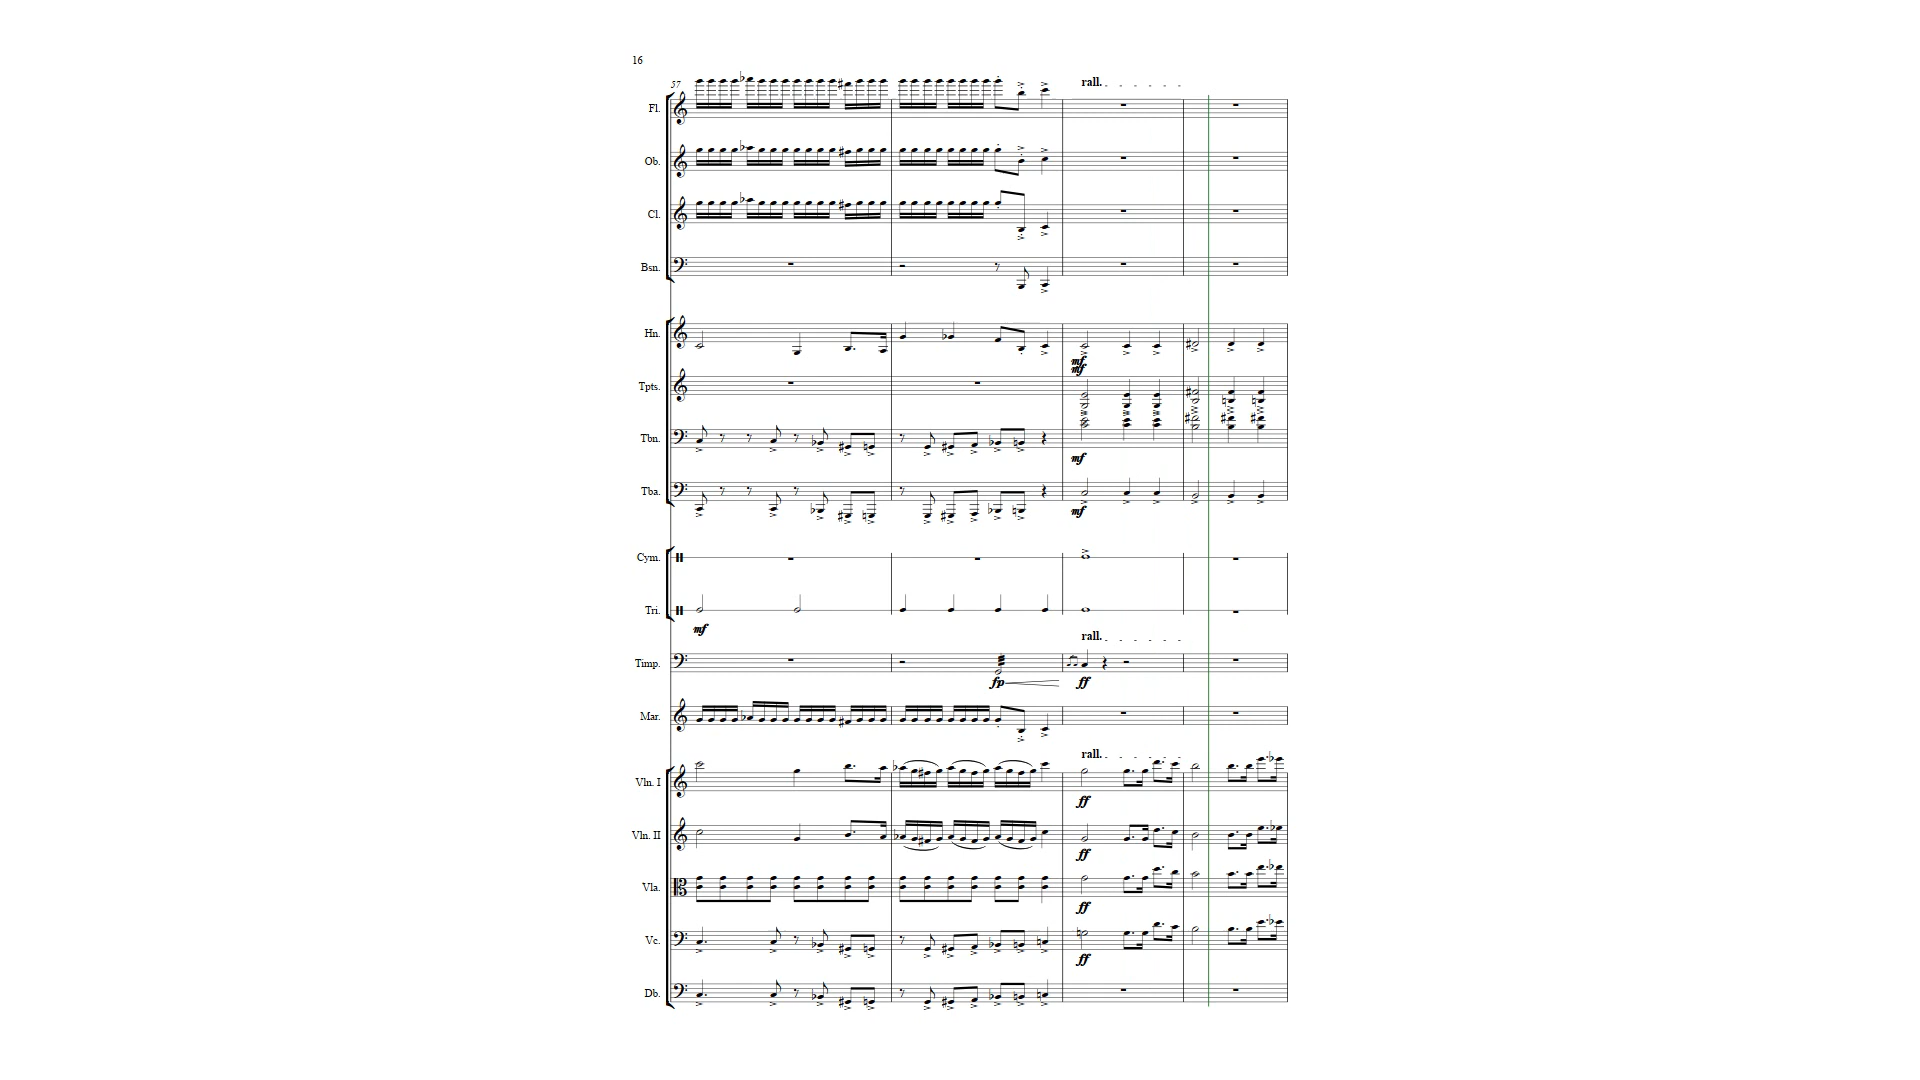 16
57
rall.
Fl.
Ob.
Cl.
Bsn.
Hn.
mf
mf
Tpts.
Tbn.
mf
Tba.
mf
Cym.
Tri.
mf
rall.
Timp.
fp
ff
Mar.
rall.
Vln. I
ff
Vln. II
ff
Vla.
ff
Vc.
ff
Db.